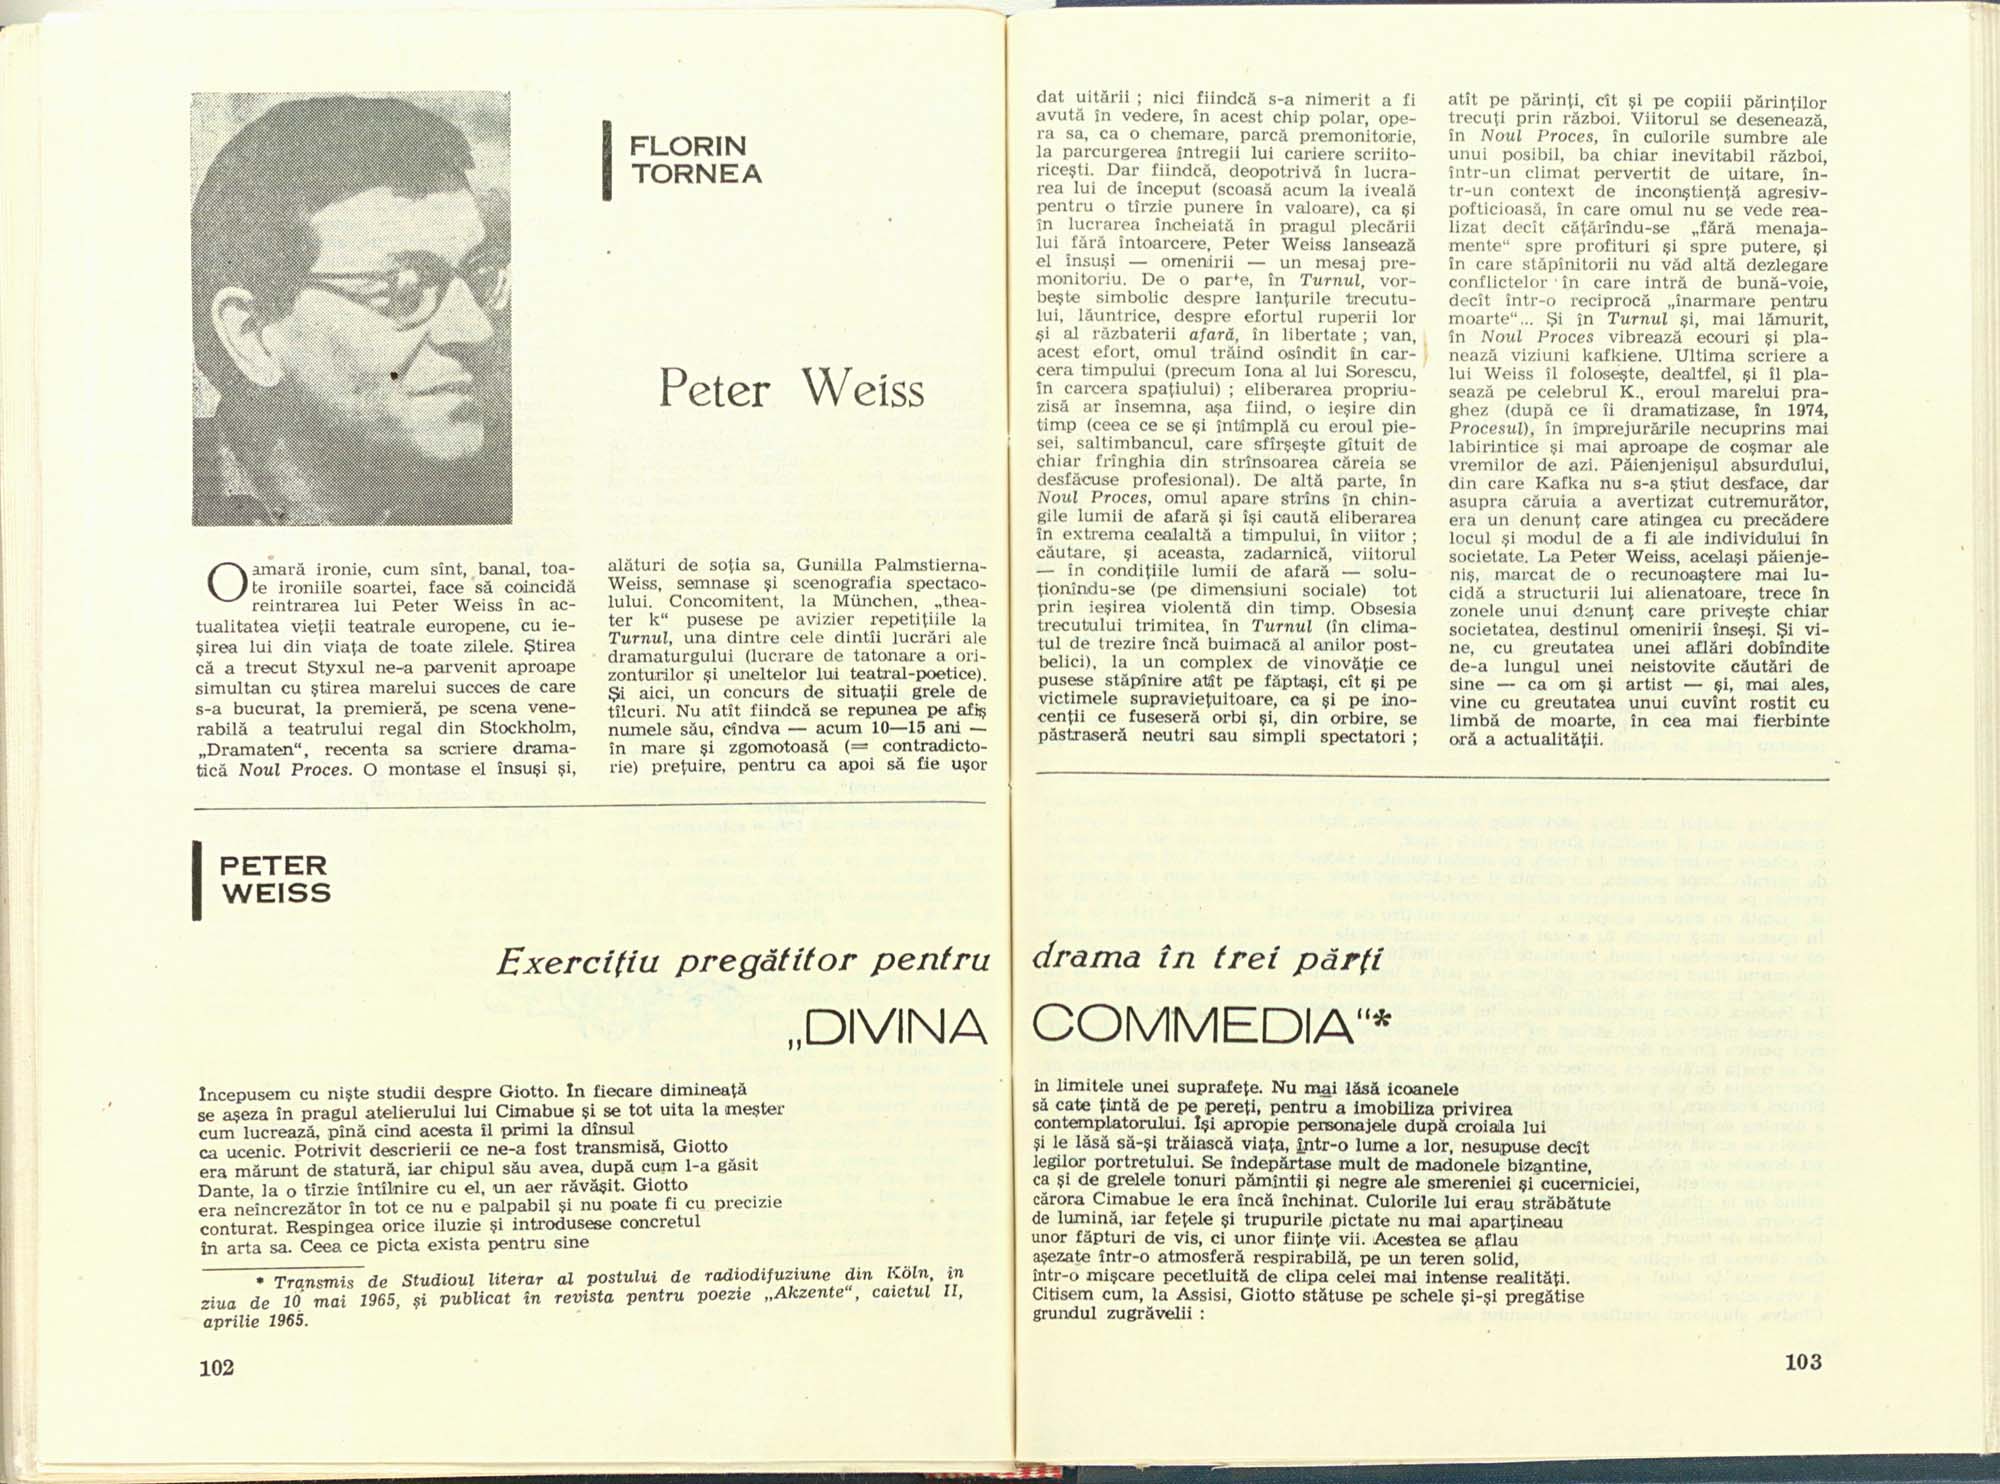 FLORIN
TORNEA
Peter Weiss
O amară ironie, cum sînt, banal, toa-
te ironiile soartei, face să coincidă
reintrarea lui Peter Weiss în ac-
tualitatea vieții teatrale europene, cu ie-
șirea lui din viața de toate zilele. Știrea
că a trecut Styxul ne-a parvenit aproape
simultan cu știrea marelui succes de care
s-a bucurat, la premieră, pe scena vene-
rabilă a teatrului regal din Stockholm,
„Dramaten“, recenta sa scriere drama-
tică Noul Proces. O montase el însuși și,
alături de soția sa, Gunilla Palmstierna-
Weiss, semnase și scenografia spectaco-
lului. Concomitent, la München, „thea-
ter k“ pusese pe avizier repetițiile la
Turnul, una dintre cele dintîi lucrări ale
dramaturgului (lucrare de tatonare a ori-
zonturilor și uneltelor lui teatral-poetice).
Și aici, un concurs de situații grele de
tîlcuri. Nu atît fiindcă se repunea pe afiș
numele său, cîndva — acum 10—15 ani —
în mare și zgomotoasă (= contradicto-
rie) prețuire, pentru ca apoi să fie ușor
dat uitării ; nici fiindcă s-a nimerit a fi
avută în vedere, în acest chip polar, ope-
ra sa, ca o chemare, parcă premonitorie,
la parcurgerea întregii lui cariere scriito-
ricești. Dar fiindcă, deopotrivă în lucra-
rea lui de început (scoasă acum la iveală
pentru o tîrzie punere în valoare), ca și
în lucrarea încheiată în pragul plecării
lui fără întoarcere, Peter Weiss lansează
el însuși — omenirii — un mesaj pre-
monitoriu. De o parte, în Turnul, vor-
bește simbolic despre lanțurile trecutu-
lui, lăuntrice, despre efortul ruperii lor
și al răzbaterii afară, în libertate ; van,
acest efort, omul trăind osîndit în car-
cera timpului (precum Iona al lui Sorescu,
în carcera spațiului) ; eliberarea propriu-
zisă ar însemna, așa fiind, o ieșire din
timp (ceea ce se și întîmplă cu eroul pie-
sei, saltimbancul, care sfîrșește gîtuit de
chiar frînghia din strînsoarea căreia se
desfăcuse profesional). De altă parte, în
Noul Proces, omul apare strîns în chin-
gile lumii de afară și își caută eliberarea
în extrema cealaltă a timpului, în viitor ;
căutare, și aceasta, zadarnică, viitorul
— în condițiile lumii de afară — solu-
ționîndu-se (pe dimensiuni sociale) tot
prin ieșirea violentă din timp. Obsesia
trecutului trimitea, în Turnul (în clima-
tul de trezire încă buimacă al anilor post-
belici), la un complex de vinovăție ce
pusese stăpînire atît pe făptași, cît și pe
victimele supraviețuitoare, ca și pe ino-
cenții ce fuseseră orbi și, din orbire, se
păstraseră neutri sau simpli spectatori ;
atît pe părinți, cît și pe copiii părinților
trecuți prin război. Viitorul se desenează,
în Noul Proces, în culorile sumbre ale
unui posibil, ba chiar inevitabil război,
într-un climat pervertit de uitare, în-
tr-un context de inconștiență agresiv-
pofticioasă, în care omul nu se vede rea-
lizat decît cățărîndu-se „fără menaja-
mente“ spre profituri și spre putere, și
în care stăpînitorii nu văd altă dezlegare
conflictelor în care intră de bună-voie,
decît într-o reciprocă „înarmare pentru
moarte“... Și în Turnul și, mai lămurit,
în Noul Proces vibrează ecouri și pla-
nează viziuni kafkiene. Ultima scriere a
lui Weiss îl folosește, dealtfel, și îl pla-
sează pe celebrul K., eroul marelui pra-
ghez (după ce îi dramatizase, în 1974,
Procesul), în împrejurările necuprins mai
labirintice și mai aproape de coșmar ale
vremilor de azi. Păienjenișul absurdului,
din care Kafka nu s-a știut desface, dar
asupra căruia a avertizat cutremurător,
era un denunț care atingea cu precădere
locul și modul de a fi ale individului în
societate. La Peter Weiss, același păienje-
niș, marcat de o recunoaștere mai lu-
cidă a structurii lui alienatoare, trece în
zonele unui denunț care privește chiar
societatea, destinul omenirii înseși. Și vi-
ne, cu greutatea unei aflări dobîndite
de-a lungul unei neistovite căutări de
sine — ca om și artist — și, mai ales,
vine cu greutatea unui cuvînt rostit cu
limbă de moarte, în cea mai fierbinte
oră a actualității.
PETER
WEISS
Exercițiu pregătitor pentru drama în trei părți
„DIVINA COMMEDIA“*
Începusem cu niște studii despre Giotto. În fiecare dimineață
se așeza în pragul atelierului lui Cimabue și se tot uita la meșter
cum lucrează, pînă cînd acesta îl primi la dînsul
ca ucenic. Potrivit descrierii ce ne-a fost transmisă, Giotto
era mărunt de statură, iar chipul său avea, după cum l-a găsit
Dante, la o tîrzie întîlnire cu el, un aer răvășit. Giotto
era neîncrezător în tot ce nu e palpabil și nu poate fi cu precizie
conturat. Respingea orice iluzie și introdusese concretul
în arta sa. Ceea ce picta exista pentru sine
* Transmis de Studioul literar al postului de radiodifuziune din Köln, în
ziua de 10 mai 1965, și publicat în revista pentru poezie „Akzente“, caietul II,
aprilie 1965.
102
în limitele unei suprafețe. Nu mai lăsă icoanele
să cate țintă de pe pereți, pentru a imobiliza privirea
contemplatorului. Își apropie personajele după croiala lui
și le lăsă să-și trăiască viața, într-o lume a lor, nesupuse decît
legilor portretului. Se îndepărtase mult de madonele bizantine,
ca și de grelele tonuri pămîntii și negre ale smereniei și cucerniciei,
cărora Cimabue le era încă închinat. Culorile lui erau străbătute
de lumină, iar fețele și trupurile pictate nu mai aparțineau
unor făpturi de vis, ci unor ființe vii. Acestea se aflau
așezate într-o atmosferă respirabilă, pe un teren solid,
într-o mișcare pecetluită de clipa celei mai intense realități.
Citisem cum, la Assisi, Giotto stătuse pe schele și-și pregătise
grundul zugrăvelii :
103